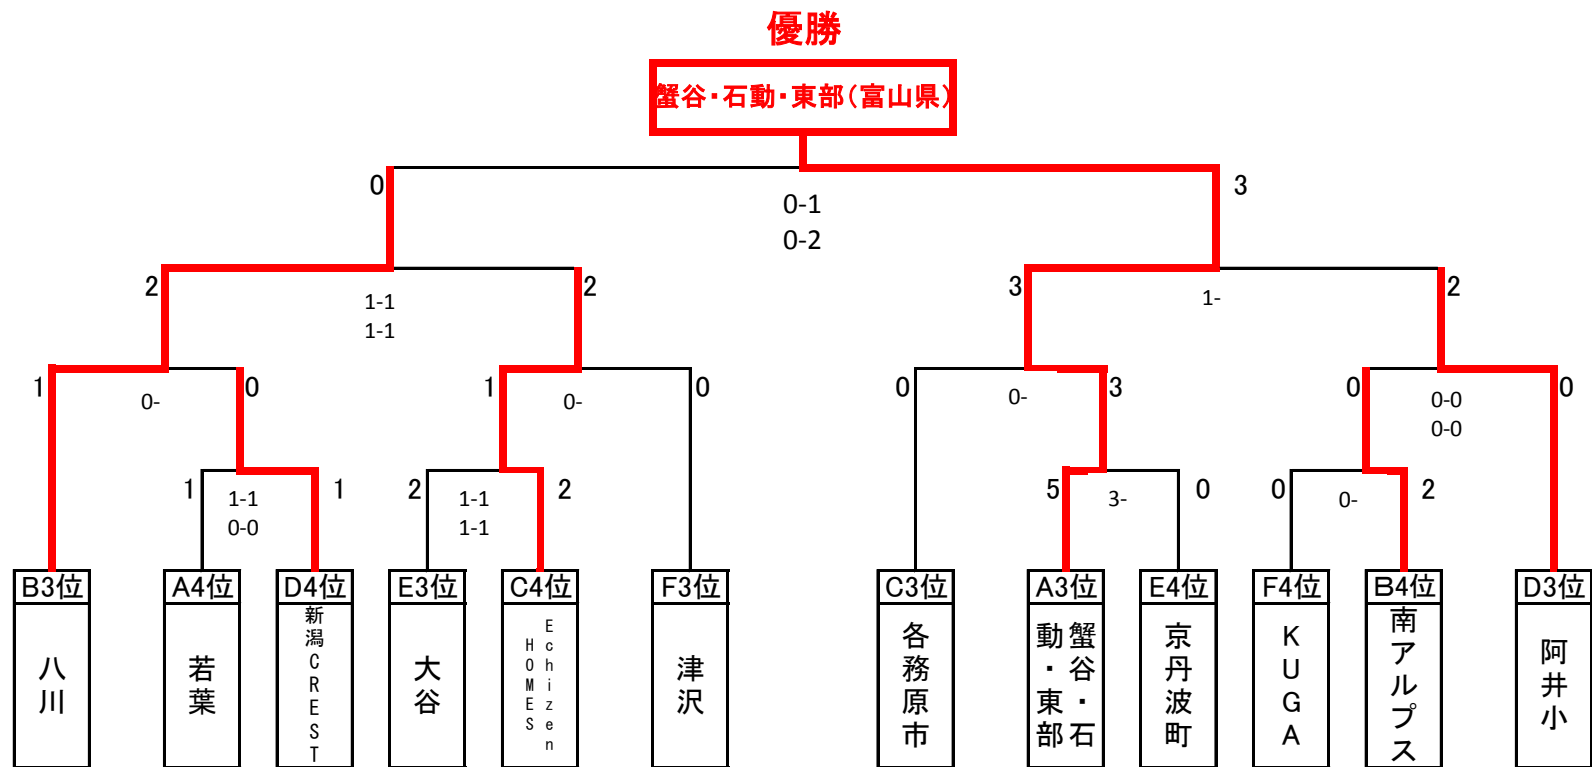 優勝
蟹谷・石動・東部(富山県)
0
3
0-1
0-2
2
2
3
2
1-1
1-1
1-
1
0
1
0
0
3
0
0
0-
0-
0-
0-0
0-0
1
1
2
2
5
0
0
2
1-1
0-0
1-1
1-1
3-
0-
B3位
A4位
D4位
E3位
C4位
F3位
C3位
A3位
E4位
F4位
B4位
D3位
八川
若葉
新潟CREST
大谷
Echizen
HOMES
津沢
各務原市
蟹谷・石
動・東部
京丹波町
KUGA
南アルプス
阿井小